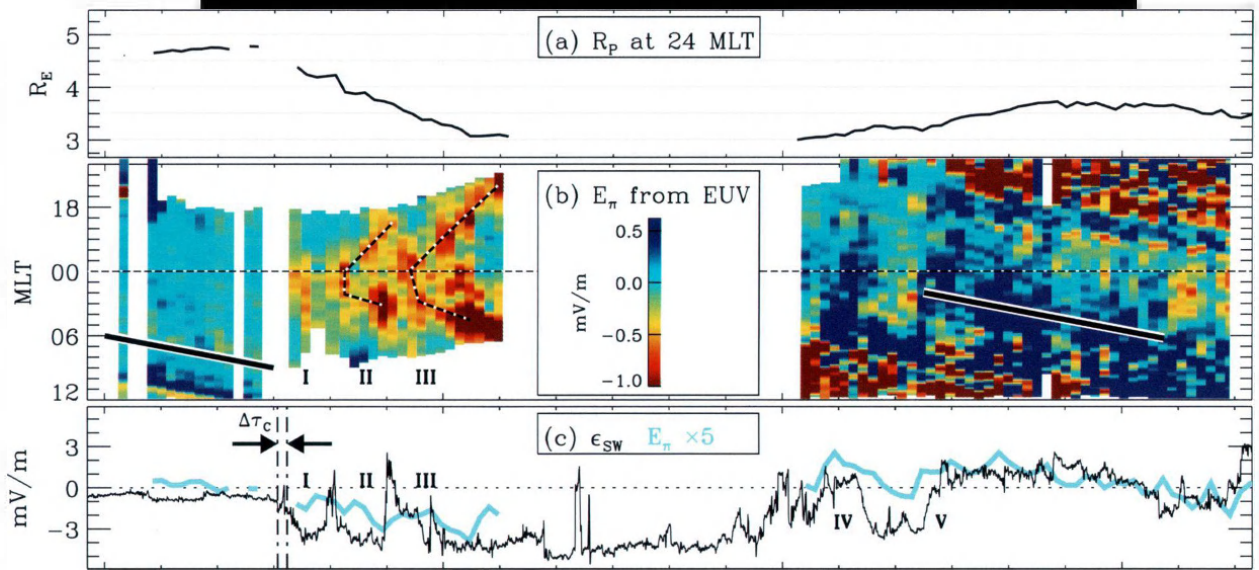 (a) R_P at 24 MLT
5
4
3
R_E
(b) E_π from EUV
18
00
06
12
MLT
0.5
0.0
−0.5
−1.0
mV/m
I
II
III
Δτ_c
(c) ϵ_SW E_π ×5
3
0
−3
mV/m
I
II
III
IV
V